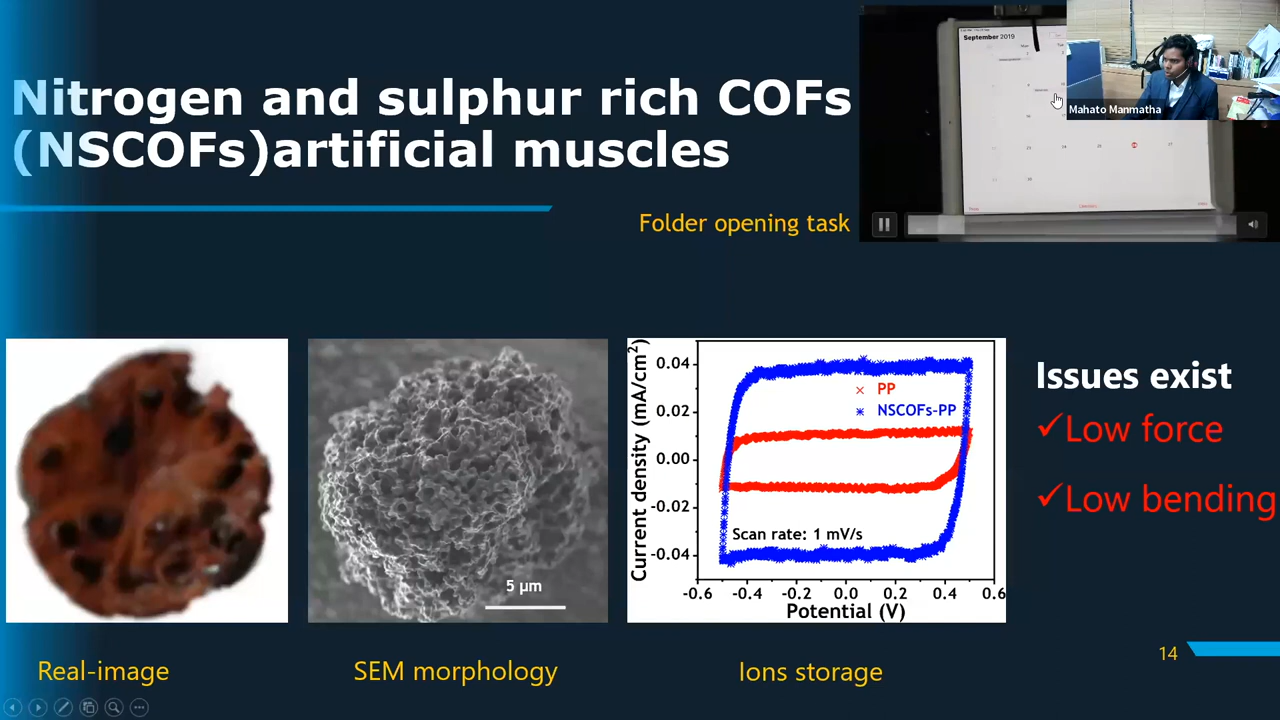 Nitrogen and sulphur rich COFs
(NSCOFs)artificial muscles
September 2019
Mahato Manmatha
Folder opening task
5 µm
Current density (mA/cm²)
0.04
0.02
0.00
-0.02
-0.04
PP
NSCOFs-PP
Scan rate: 1 mV/s
-0.6 -0.4 -0.2 0.0 0.2 0.4 0.6
Potential (V)
Issues exist
✓Low force
✓Low bending
Real-image
SEM morphology
Ions storage
14